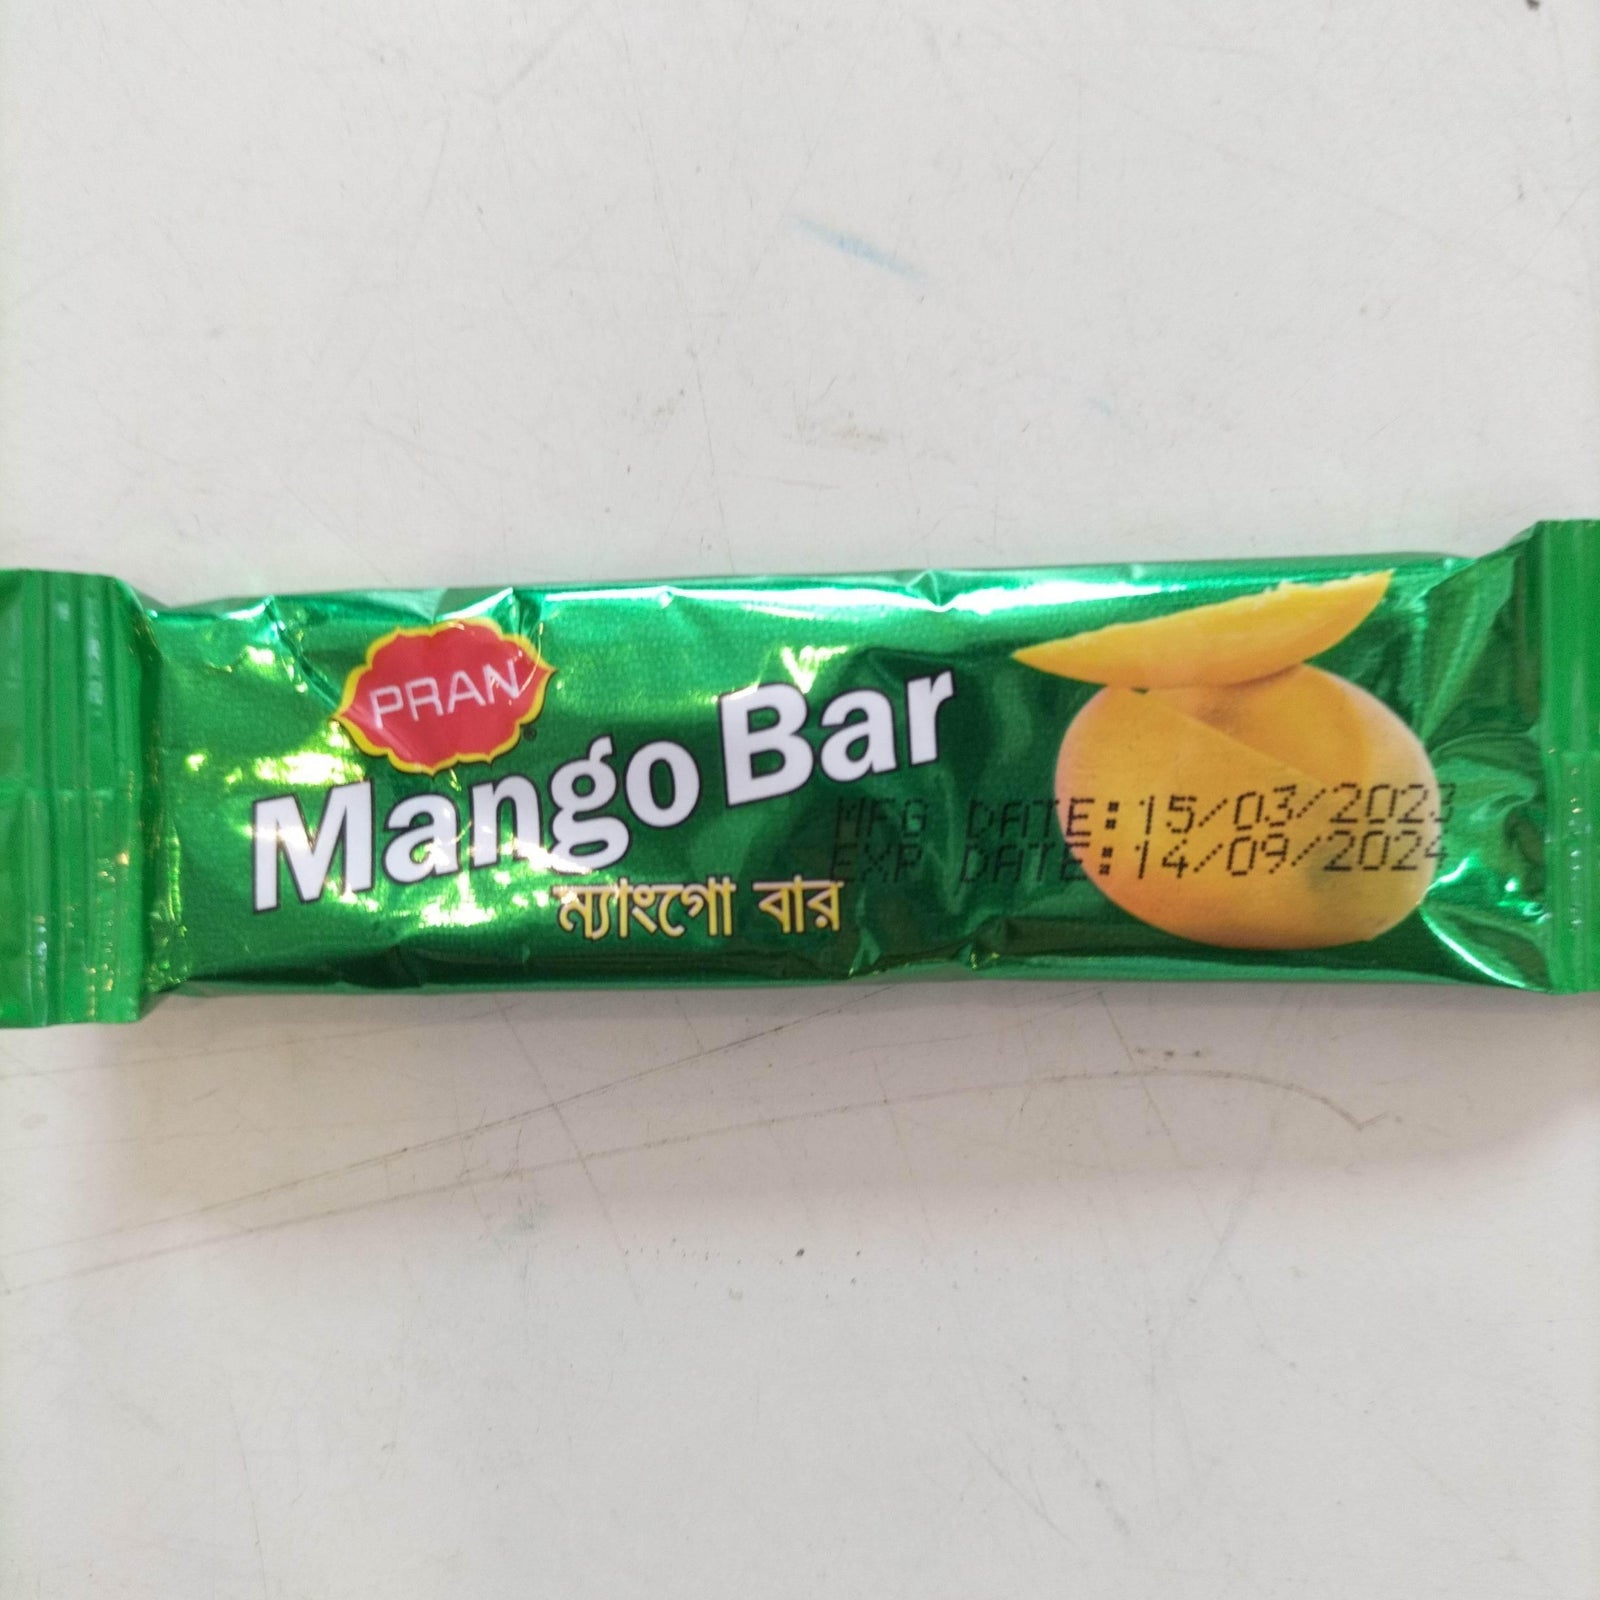 PRAN
Mango Bar
ম্যাংগো বার
MFG DATE:15/03/2023
EXP DATE:14/09/2024